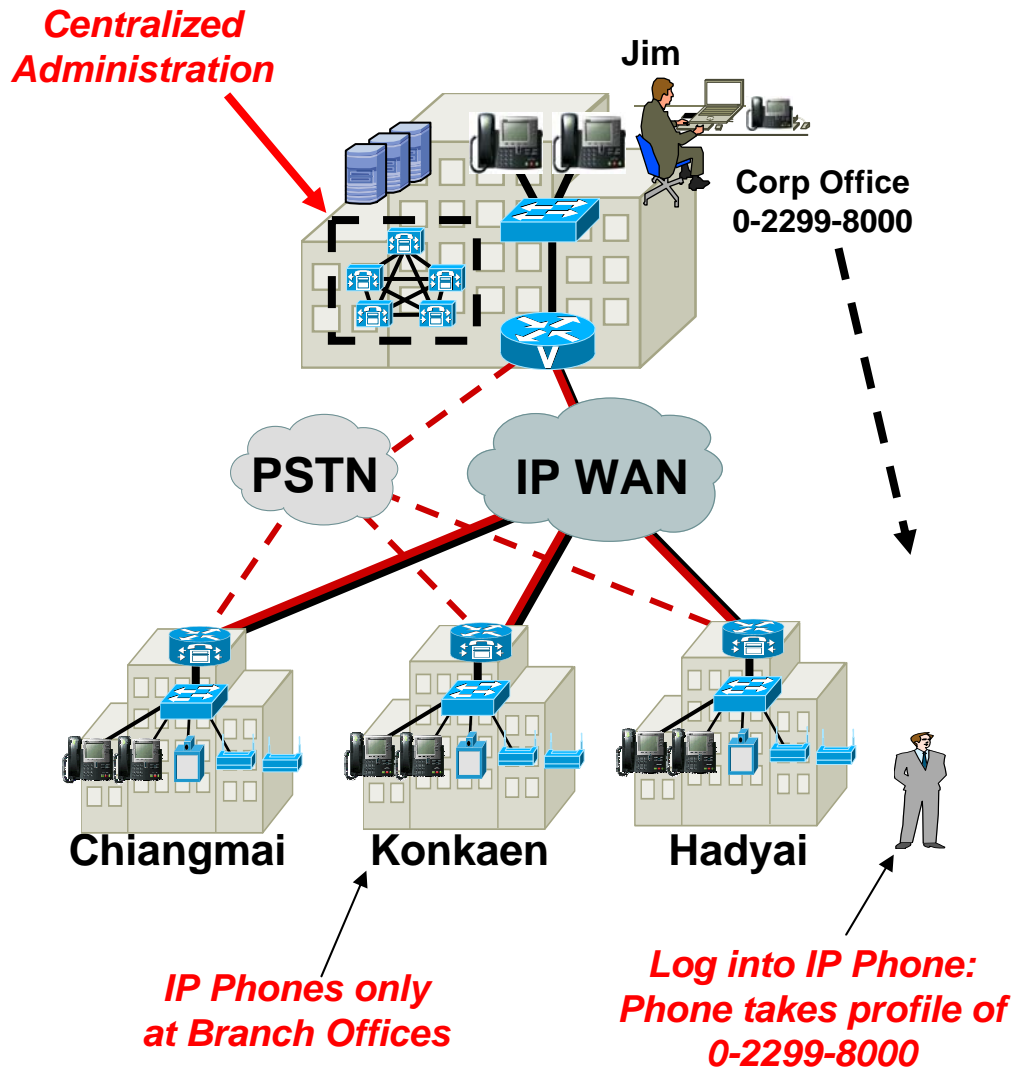 Centralized
Administration
Jim
Corp Office
0-2299-8000
V
PSTN
IP WAN
Chiangmai
Konkaen
Hadyai
IP Phones only
at Branch Offices
Log into IP Phone:
Phone takes profile of
0-2299-8000